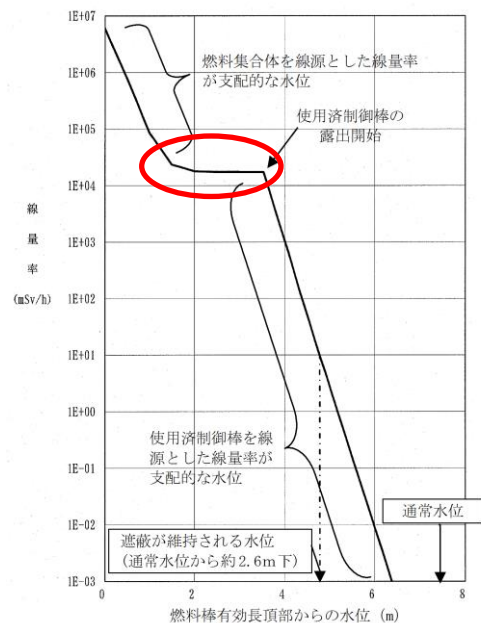 1E+07
1E+06
1E+05
1E+04
1E+03
1E+02
1E+01
1E+00
1E-01
1E-02
1E-03
線
量
率
(mSv/h)
燃料集合体を線源とした線量率
が支配的な水位
使用済制御棒の
露出開始
使用済制御棒を線
源とした線量率が
支配的な水位
通常水位
遮蔽が維持される水位
(通常水位から約2.6m下)
0
2
4
6
8
燃料棒有効長頂部からの水位 (m)